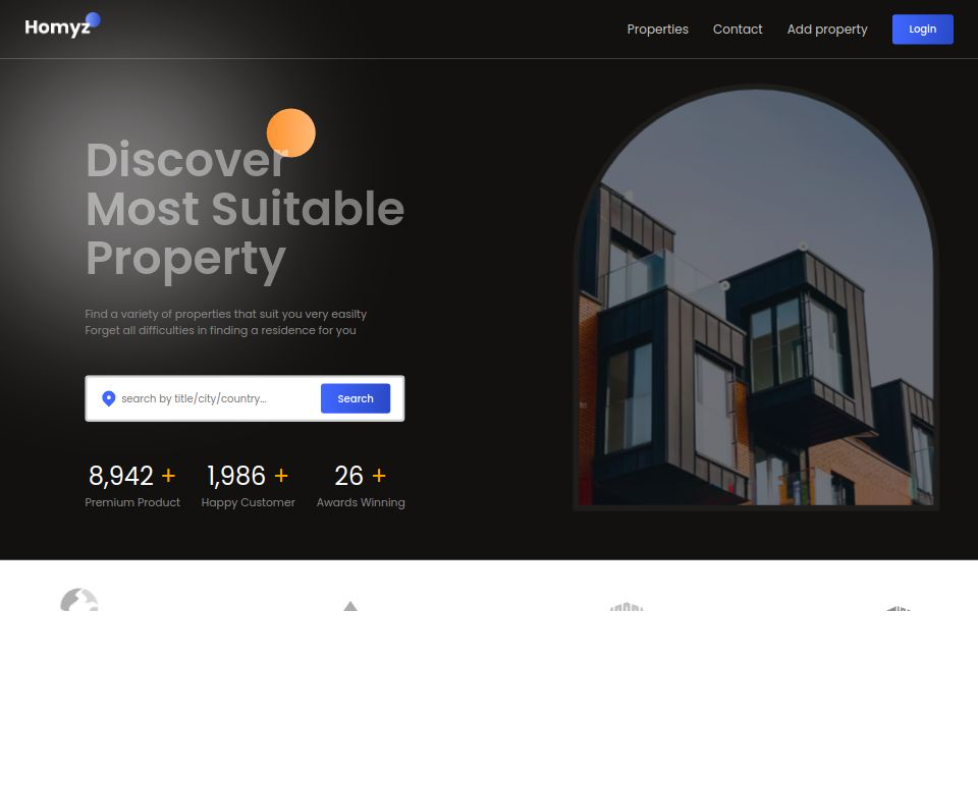 Homyz
Properties
Contact
Add property
Login
Discover
Most Suitable
Property
Find a variety of properties that suit you very easilty
Forget all difficulties in finding a residence for you
search by title/city/country...
Search
8,942 +
1,986 +
26 +
Premium Product
Happy Customer
Awards Winning